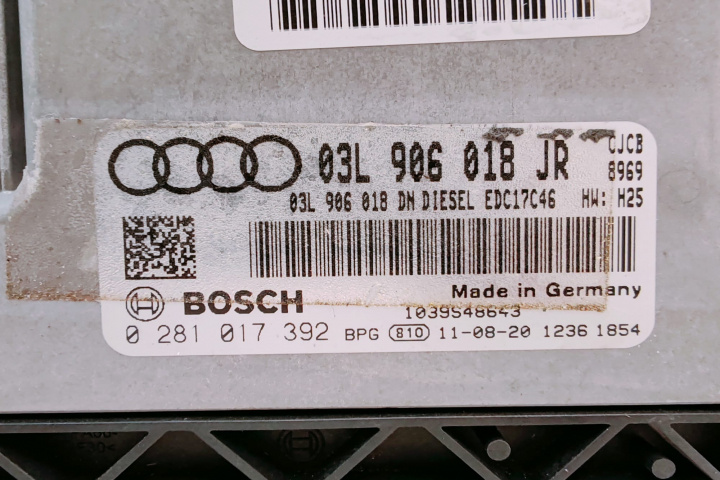 03L 906 018 JR CJCB
8969
03L 906 018 DN DIESEL EDC17C46 HW: H25
Made in Germany
BOSCH 1039S48643
0 281 017 392 BPG 810 11-08-20 1236 1854